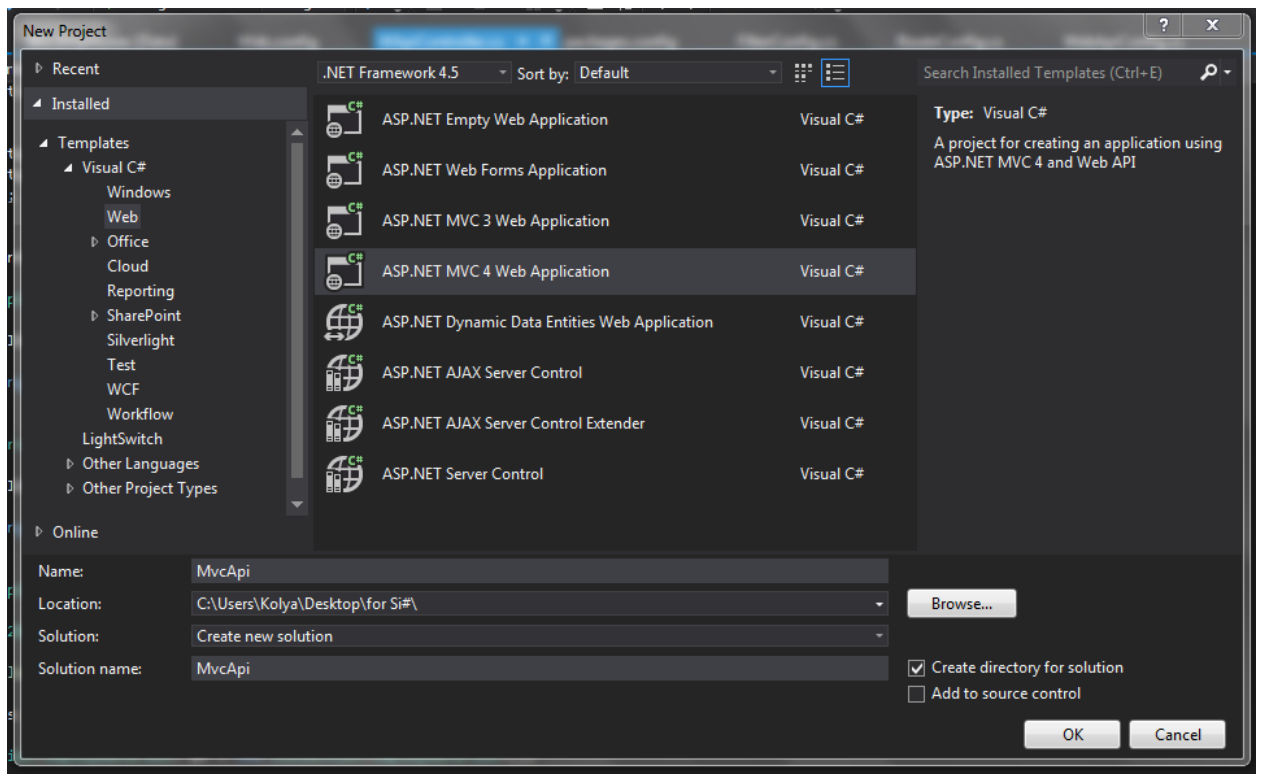 New Project
?
X
Recent
Installed
Templates
Visual C#
Windows
Web
Office
Cloud
Reporting
SharePoint
Silverlight
Test
WCF
Workflow
LightSwitch
Other Languages
Other Project Types
Online
.NET Framework 4.5
Sort by: Default
ASP.NET Empty Web Application Visual C#
ASP.NET Web Forms Application Visual C#
ASP.NET MVC 3 Web Application Visual C#
ASP.NET MVC 4 Web Application Visual C#
ASP.NET Dynamic Data Entities Web Application Visual C#
ASP.NET AJAX Server Control Visual C#
ASP.NET AJAX Server Control Extender Visual C#
ASP.NET Server Control Visual C#
Search Installed Templates (Ctrl+E)
Type: Visual C#
A project for creating an application using
ASP.NET MVC 4 and Web API
Name: MvcApi
Location: C:\Users\Kolya\Desktop\for Si#\
Browse...
Solution: Create new solution
Solution name: MvcApi
Create directory for solution
Add to source control
OK Cancel